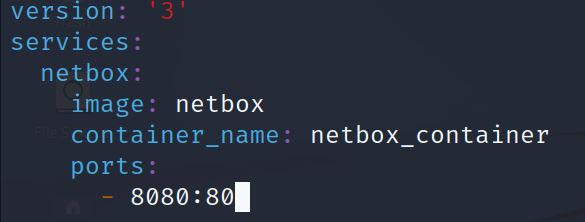 version: '3'
services:
  netbox:
    image: netbox
    container_name: netbox_container
    ports:
      - 8080:80